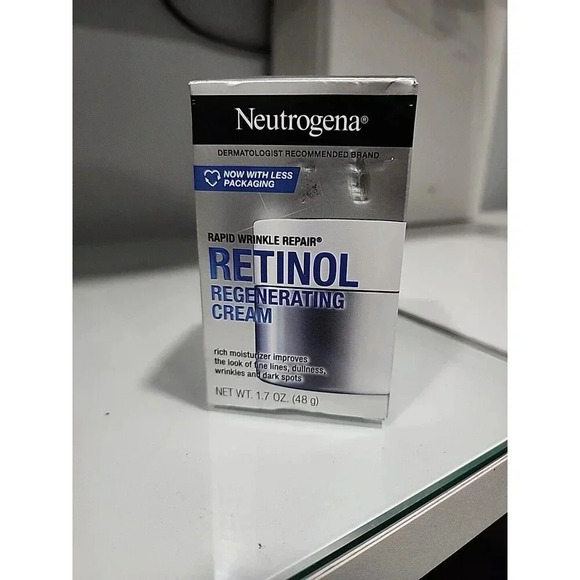 Neutrogena®
DERMATOLOGIST RECOMMENDED BRAND
NOW WITH LESS
PACKAGING
RAPID WRINKLE REPAIR®
RETINOL
REGENERATING
CREAM
rich moisturizer improves
the look of fine lines, dullness,
wrinkles and dark spots
NET WT. 1.7 OZ. (48 g)